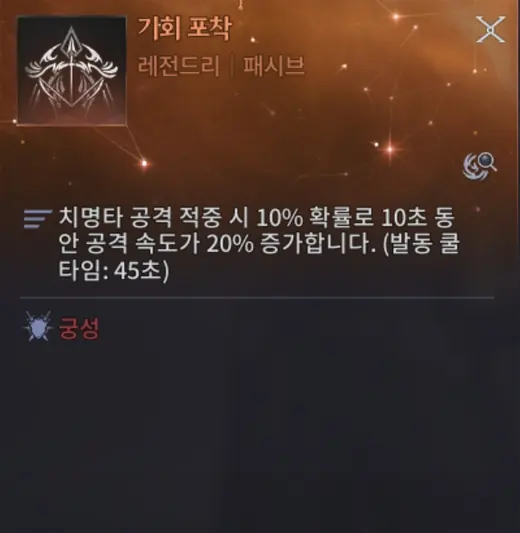 가회 포착
레전드리 | 패시브
치명타 공격 적중 시 10% 확률로 10초 동
안 공격 속도가 20% 증가합니다. (발동 쿨
타임: 45초)
궁성